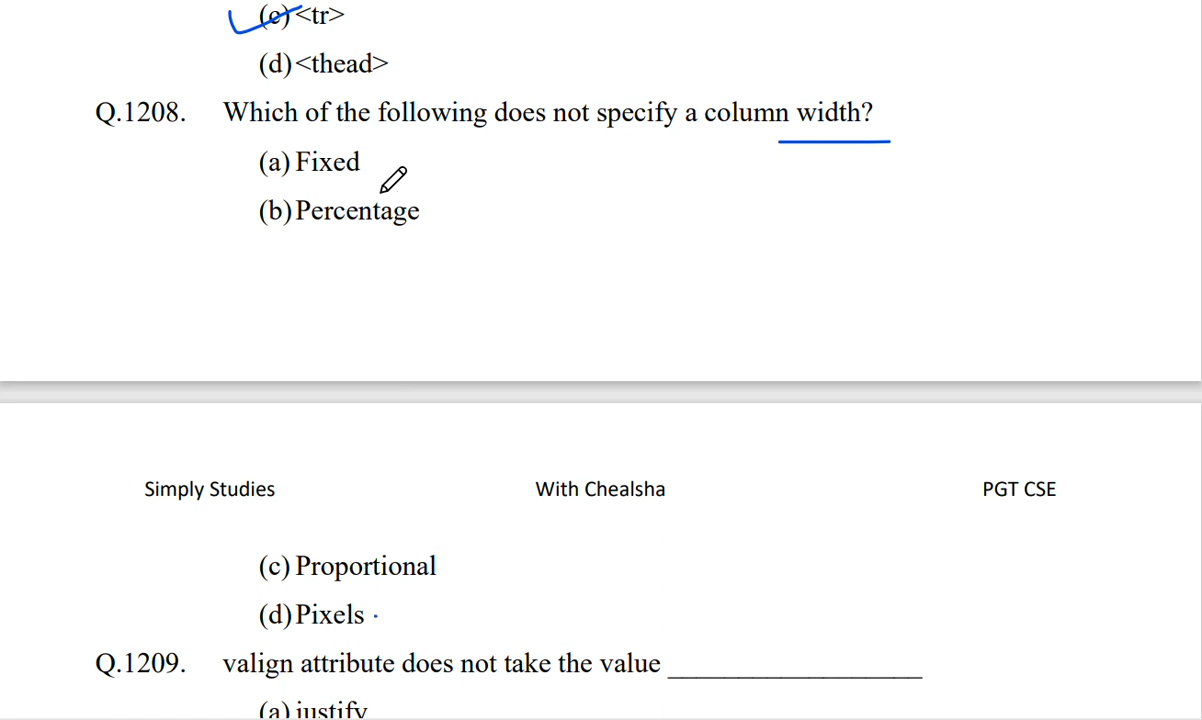 (c)<tr>
(d)<thead>
Q.1208. Which of the following does not specify a column width?
(a) Fixed
(b) Percentage
Simply Studies With Chealsha PGT CSE
(c) Proportional
(d) Pixels
Q.1209. valign attribute does not take the value __________________
(a) justify